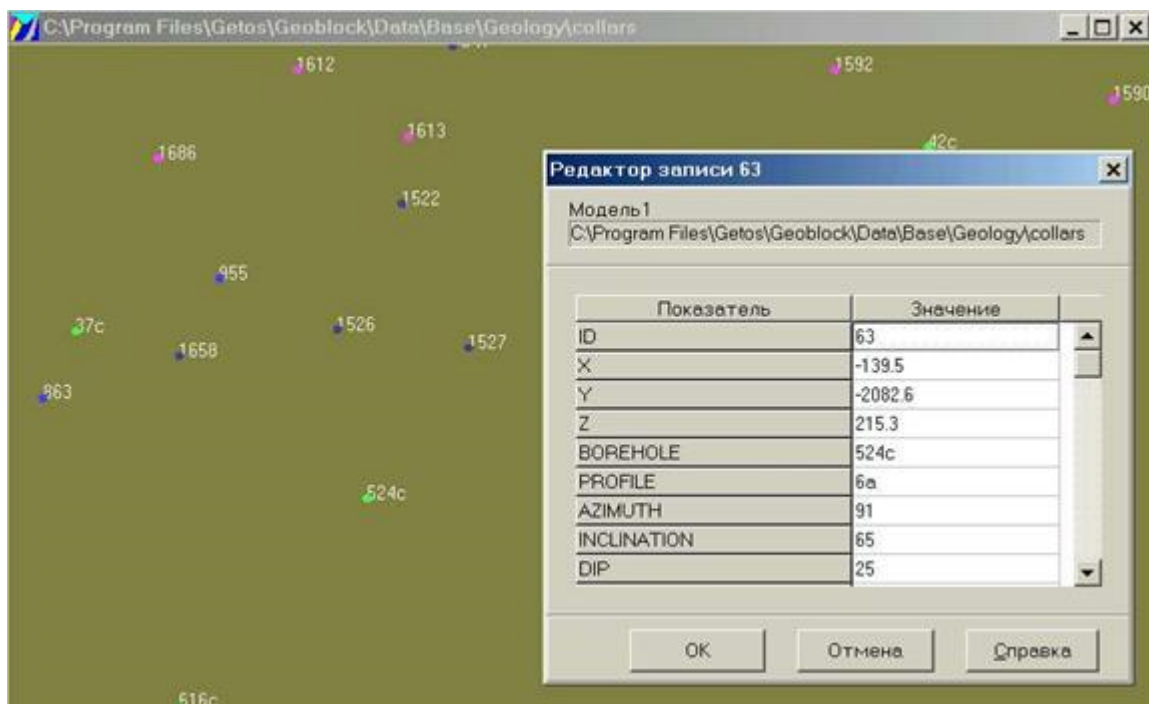 C:\Program Files\Getos\Geoblock\Data\Base\Geology\collars
1612
1592
1590
1613
42c
1686
1522
955
37c
1526
1658
1527
863
524c
616c
Редактор записи 63
Модель1
C:\Program Files\Getos\Geoblock\Data\Base\Geology\collars
Показатель Значение
ID 63
X -139.5
Y -2082.6
Z 215.3
BOREHOLE 524c
PROFILE 6a
AZIMUTH 91
INCLINATION 65
DIP 25
OK Отмена Справка